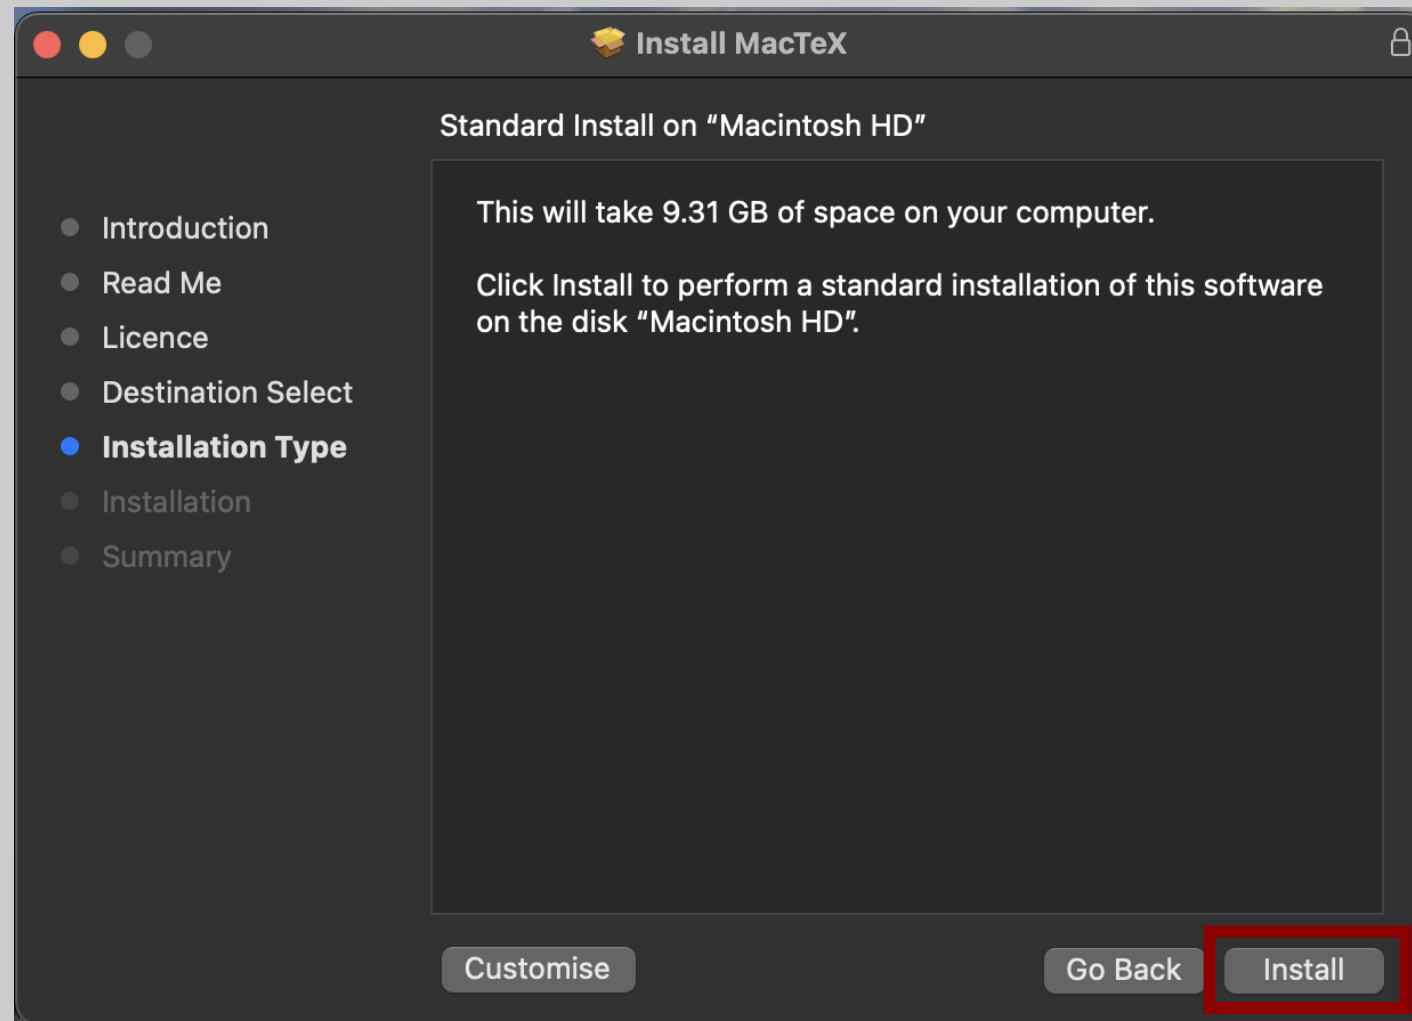 Install MacTeX
Standard Install on “Macintosh HD”
Introduction
Read Me
Licence
Destination Select
Installation Type
Installation
Summary
This will take 9.31 GB of space on your computer.
Click Install to perform a standard installation of this software
on the disk “Macintosh HD”.
Customise
Go Back
Install